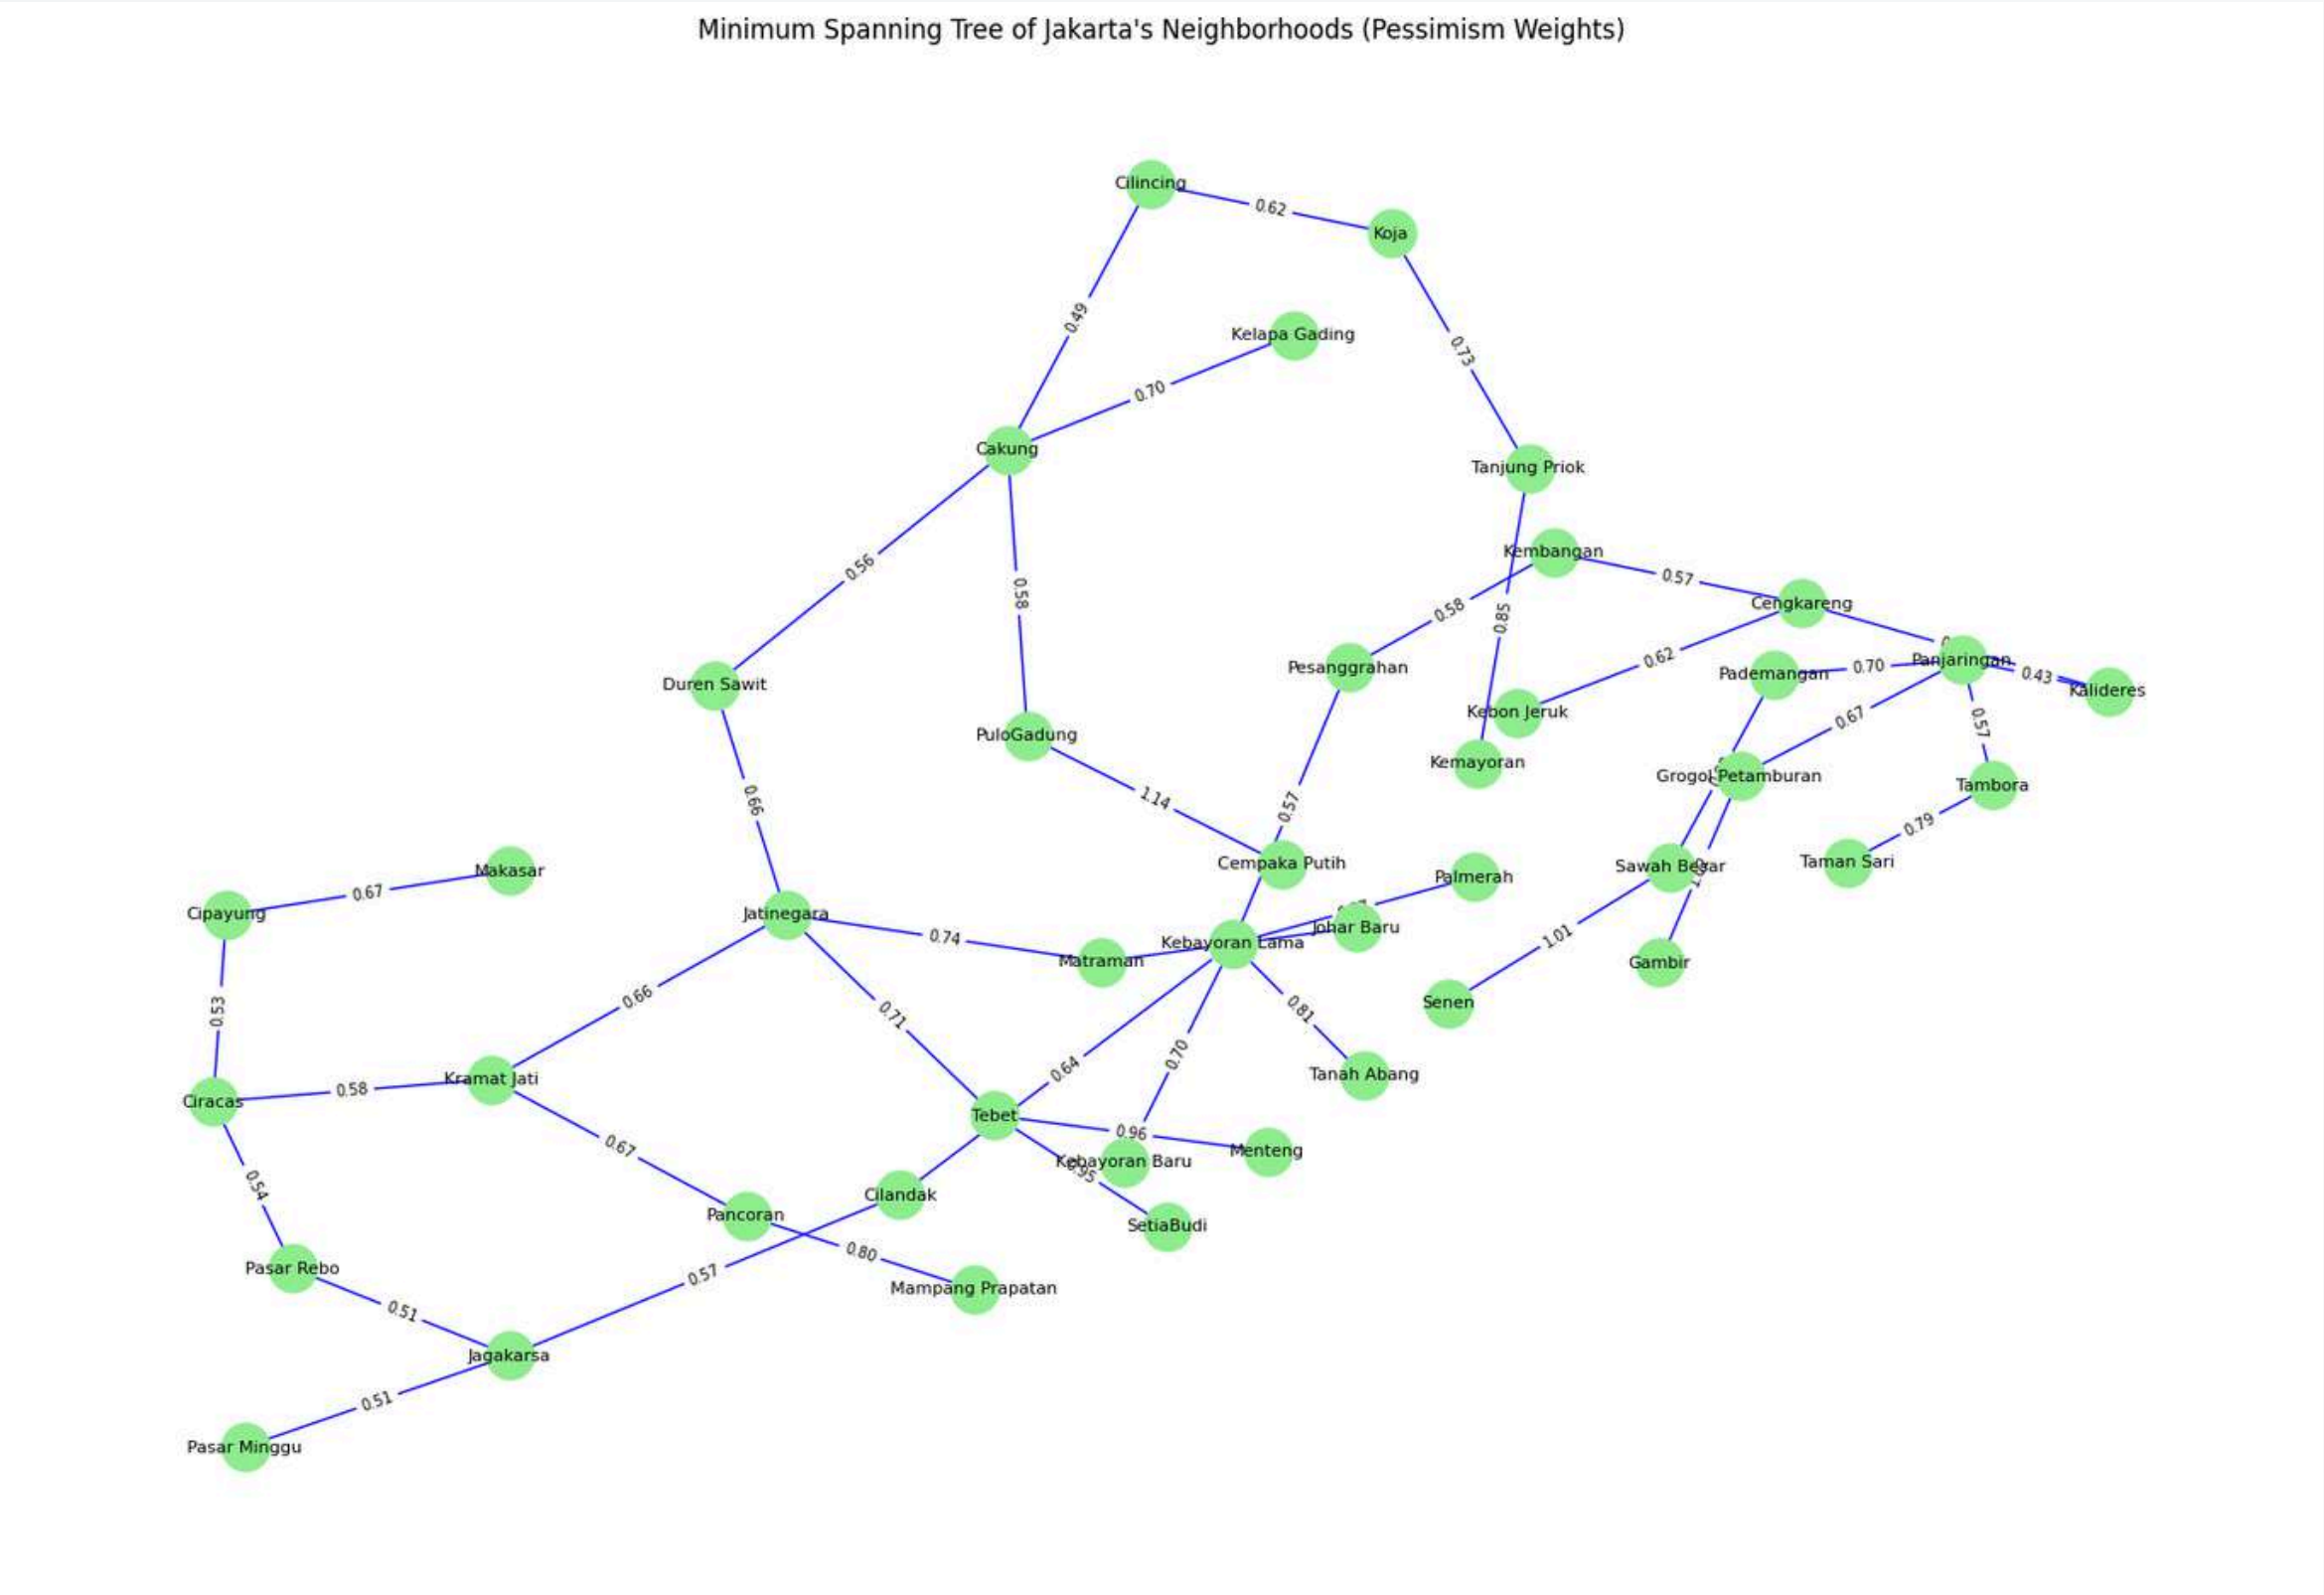 Minimum Spanning Tree of Jakarta's Neighborhoods (Pessimism Weights)
Cilincing
0.62
Koja
0.49
Kelapa Gading
0.73
0.70
Cakung
Tanjung Priok
Kembangan
0.56
0.57
0.58
Cengkareng
0.58
0.85
0.62
Panjaringan
Pesanggrahan
0.70
Pademangan
0.43
Kalideres
Duren Sawit
Kebon Jeruk
0.67
0.57
PuloGadung
Kemayoran
Grogol Petamburan
Tambora
0.66
1.14
0.57
0.79
Cempaka Putih
Sawah Besar
Taman Sari
Makasar
Palmerah
0.67
Cipayung
Jatinegara
Johar Baru
0.74
1.01
Kebayoran Lama
Matraman
Gambir
0.66
Senen
0.53
0.71
0.81
0.70
0.64
Tanah Abang
Kramat Jati
0.58
Ciracas
Tebet
0.96
0.67
Menteng
Kebayoran Baru
0.95
0.54
Cilandak
Pancoran
SetiaBudi
0.80
Pasar Rebo
0.57
Mampang Prapatan
0.51
Jagakarsa
0.51
Pasar Minggu